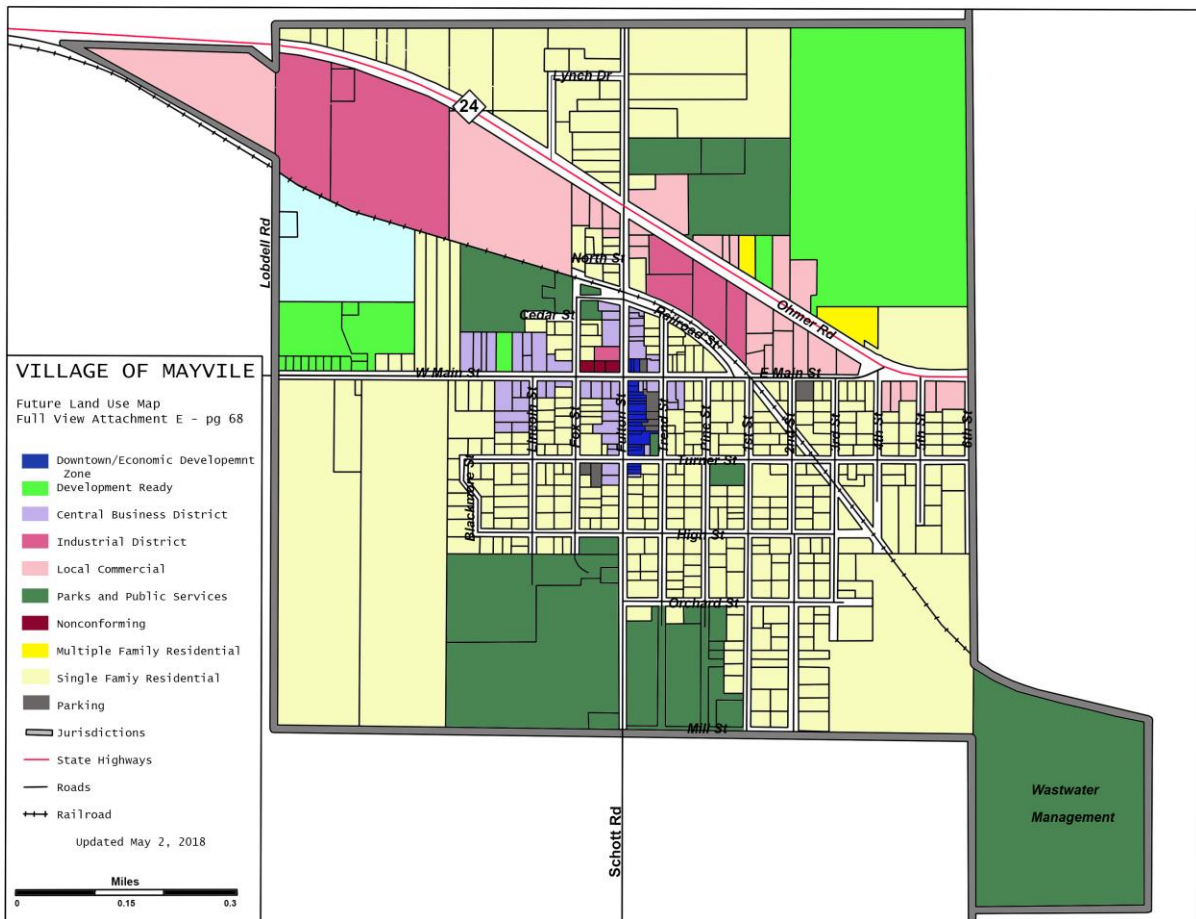 Lynch Dr
24
Lobdell Rd
North St
Cedar St
Railroad St
Ohmer Rd
W Main St
E Main St
Lincoln St
Fox St
Fulton St
Trend St
Pine St
1st St
2nd St
3rd St
4th St
5th St
6th St
Turner St
Blackmore St
High St
Orchard St
Mill St
Schott Rd
Wastwater
Management
VILLAGE OF MAYVILE
Future Land Use Map
Full View Attachment E - pg 68
Downtown/Economic Developemnt
Zone
Development Ready
Central Business District
Industrial District
Local Commercial
Parks and Public Services
Nonconforming
Multiple Family Residential
Single Famiy Residential
Parking
Jurisdictions
State Highways
Roads
Railroad
Updated May 2, 2018
Miles
0 0.15 0.3